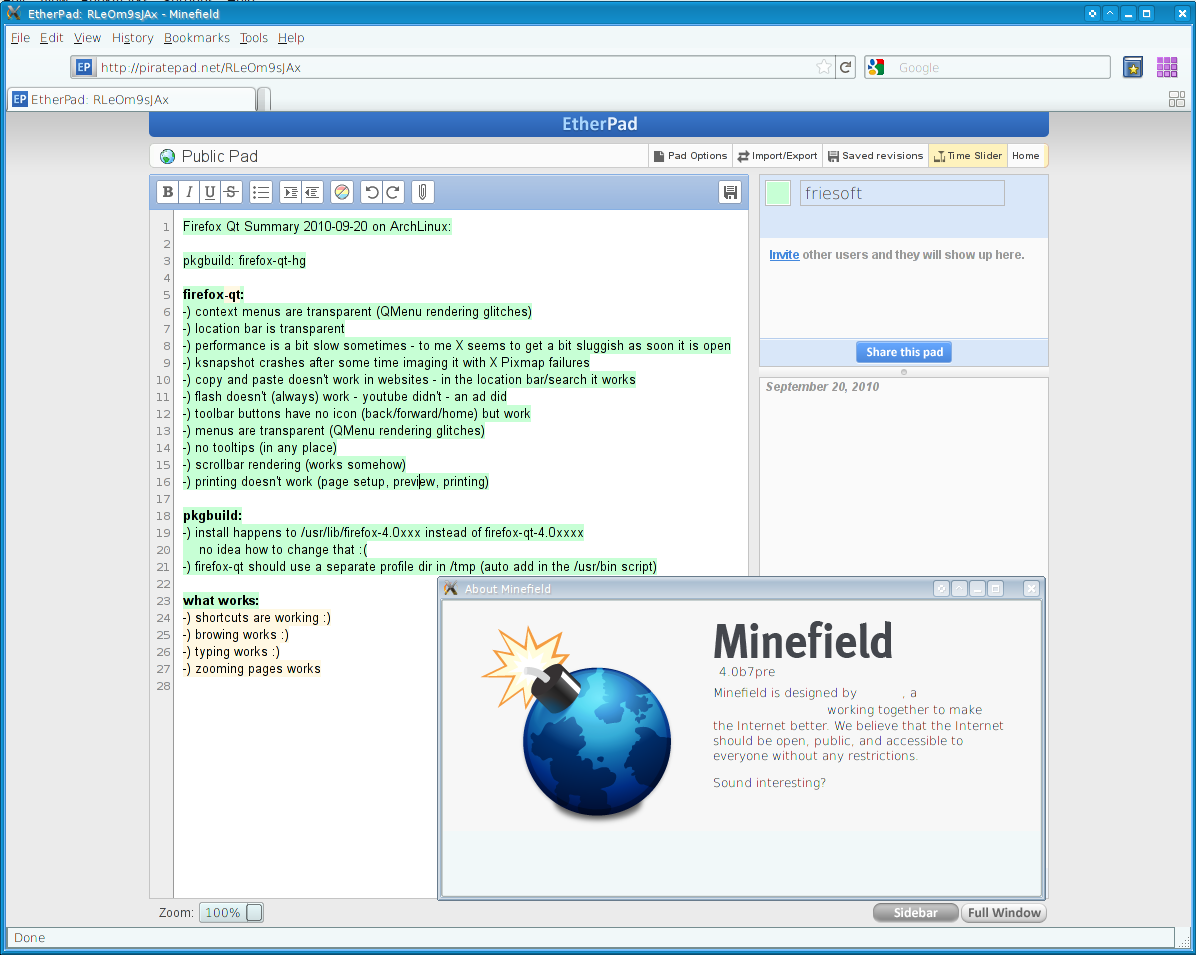 EtherPad: RLeOm9sJAx - Minefield
File Edit View History Bookmarks Tools Help
EP http://piratepad.net/RLeOm9sJAx
Google
EP EtherPad: RLeOm9sJAx
EtherPad
Public Pad
Pad Options
Import/Export
Saved revisions
Time Slider
Home
B I U S
friesoft
Invite other users and they will show up here.
Share this pad
September 20, 2010
1 Firefox Qt Summary 2010-09-20 on ArchLinux:
2
3 pkgbuild: firefox-qt-hg
4
5 firefox-qt:
6 -) context menus are transparent (QMenu rendering glitches)
7 -) location bar is transparent
8 -) performance is a bit slow sometimes - to me X seems to get a bit sluggish as soon it is open
9 -) ksnapshot crashes after some time imaging it with X Pixmap failures
10 -) copy and paste doesn't work in websites - in the location bar/search it works
11 -) flash doesn't (always) work - youtube didn't - an ad did
12 -) toolbar buttons have no icon (back/forward/home) but work
13 -) menus are transparent (QMenu rendering glitches)
14 -) no tooltips (in any place)
15 -) scrollbar rendering (works somehow)
16 -) printing doesn't work (page setup, preview, printing)
17
18 pkgbuild:
19 -) install happens to /usr/lib/firefox-4.0xxx instead of firefox-qt-4.0xxxx
20 no idea how to change that :(
21 -) firefox-qt should use a separate profile dir in /tmp (auto add in the /usr/bin script)
22
23 what works:
24 -) shortcuts are working :)
25 -) browing works :)
26 -) typing works :)
27 -) zooming pages works
28
About Minefield
Minefield
4.0b7pre
Minefield is designed by , a
working together to make
the Internet better. We believe that the Internet
should be open, public, and accessible to
everyone without any restrictions.
Sound interesting?
Zoom: 100%
Sidebar
Full Window
Done